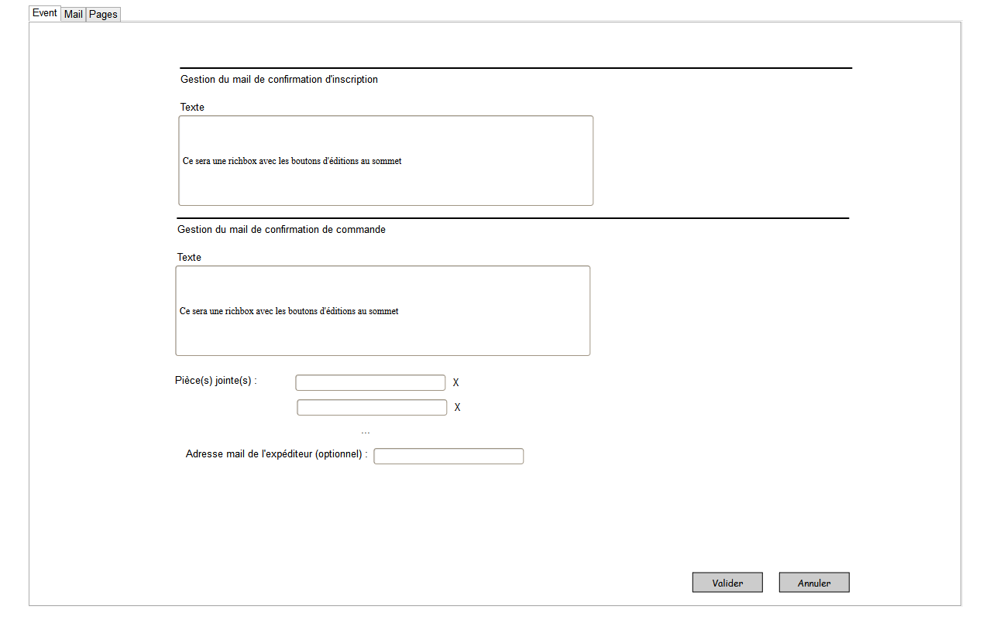 Event Mail Pages
Gestion du mail de confirmation d'inscription
Texte
Ce sera une richbox avec les boutons d'éditions au sommet
Gestion du mail de confirmation de commande
Texte
Ce sera une richbox avec les boutons d'éditions au sommet
Pièce(s) jointe(s) : X
X
...
Adresse mail de l'expéditeur (optionnel) :
Valider Annuler